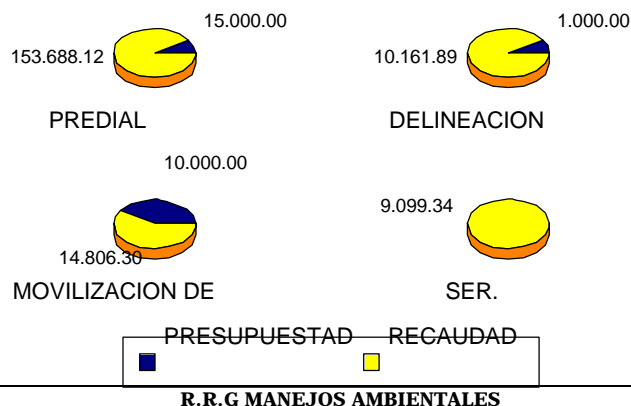 15.000.00
153.688.12
PREDIAL
1.000.00
10.161.89
DELINEACION
10.000.00
14.806.30
MOVILIZACION DE
9.099.34
SER.
PRESUPUESTAD RECAUDAD
R.R.G MANEJOS AMBIENTALES